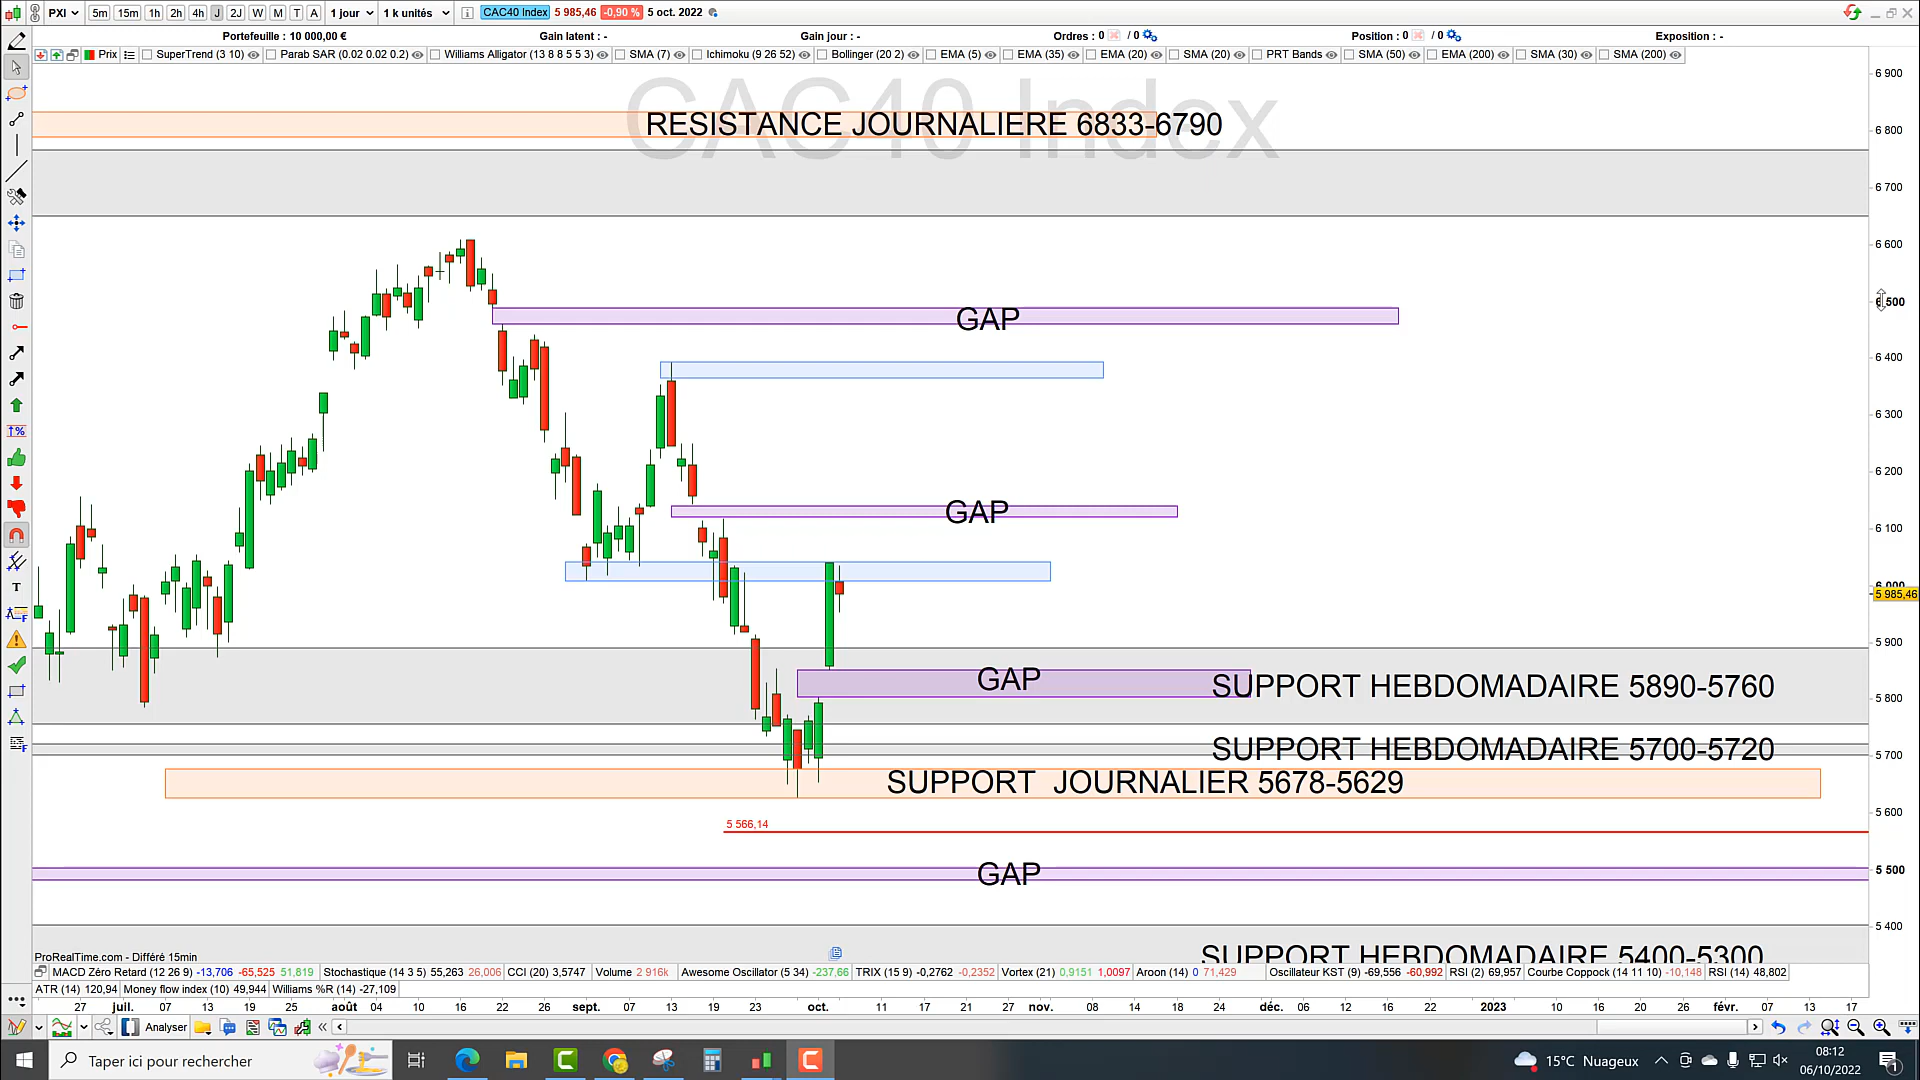 PXI 5m 15m 1h 2h 4h J 2J W M T A 1 jour 1 k unités CAC40 Index 5 985,46 -0,90 % 5 oct. 2022
Portefeuille : 10 000,00 € Gain latent : - Gain jour : - Ordres : 0 / 0 Position : 0 / 0 Exposition : -
Prix SuperTrend (3 10) Parab SAR (0.02 0.02 0.2) Williams Alligator (13 8 8 5 5 3) SMA (7) Ichimoku (9 26 52) Bollinger (20 2) EMA (5) EMA (35) EMA (20) SMA (20) PRT Bands SMA (50) EMA (200) SMA (30) SMA (200)
CAC40 Index
6 900
RESISTANCE JOURNALIERE 6833-6790
6 800
6 700
6 600
6 500
GAP
6 400
6 300
6 200
GAP
6 100
6 000
5 985,46
5 900
GAP
SUPPORT HEBDOMADAIRE 5890-5760
5 800
SUPPORT HEBDOMADAIRE 5700-5720
5 700
SUPPORT JOURNALIER 5678-5629
5 600
5 566,14
GAP
5 500
5 400
SUPPORT HEBDOMADAIRE 5400-5300
ProRealTime.com - Différé 15min
MACD Zéro Retard (12 26 9) -13,706 -65,525 51,819 Stochastique (14 3 5) 55,263 26,006 CCI (20) 3,5747 Volume 2 916k Awesome Oscillator (5 34) -237,66 TRIX (15 9) -0,2762 -0,2352 Vortex (21) 0,9151 1,0097 Aroon (14) 0 71,429 Oscillateur KST (9) -69,556 -60,992 RSI (2) 69,957 Courbe Coppock (14 11 10) -10,148 RSI (14) 48,802
ATR (14) 120,94 Money flow index (10) 49,944 Williams %R (14) -27,109
27 juil. 07 13 19 25 août 04 10 16 22 26 sept. 07 13 19 23 oct. 11 17 21 27 nov. 08 14 18 24 déc. 06 12 16 22 2023 10 16 20 26 févr. 07 13 17
Analyser
Taper ici pour rechercher
15°C Nuageux
08:12
06/10/2022
1